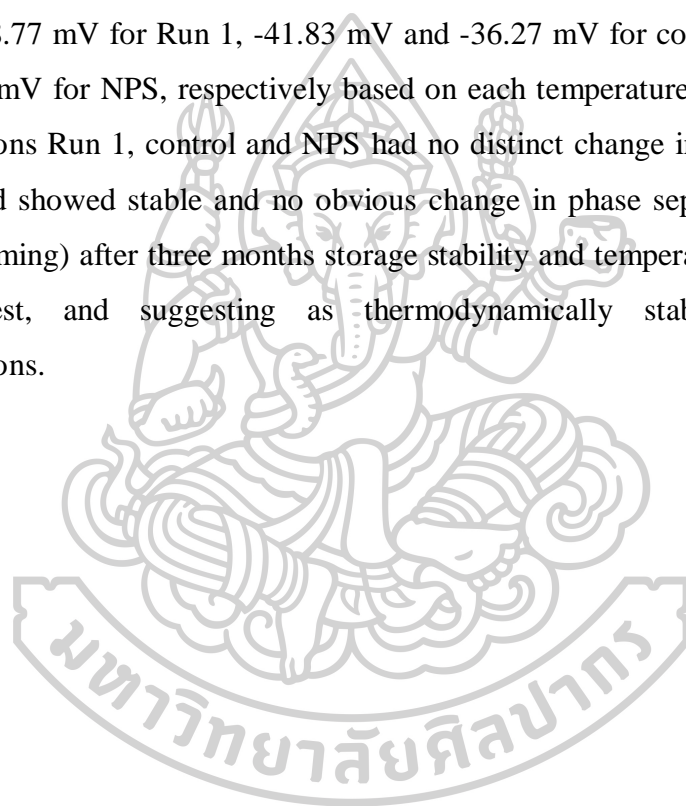 .77 mV for Run 1, -41.83 mV and -36.27 mV for co
mV for NPS, respectively based on each temperature
ons Run 1, control and NPS had no distinct change i
d showed stable and no obvious change in phase sep
ming) after three months storage stability and tempera
est, and suggesting as thermodynamically stab
ons.
มหาวิทยาลัยศิลปากร